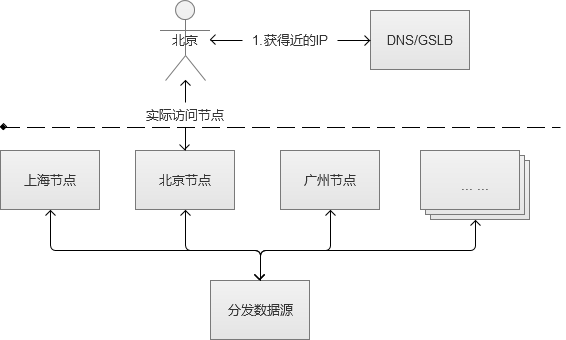 北京
1.获得近的IP
DNS/GSLB
实际访问节点
上海节点
北京节点
广州节点
... ...
分发数据源